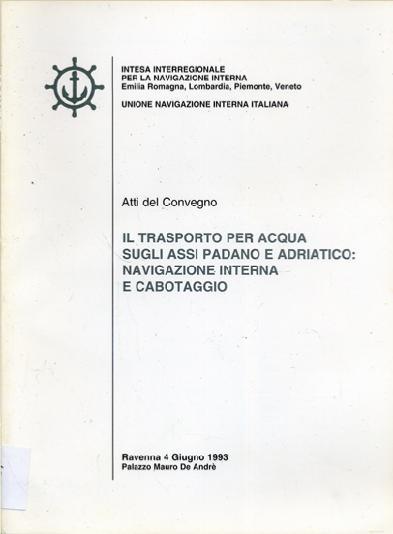 INTESA INTERREGIONALE
PER LA NAVIGAZIONE INTERNA
Emilia Romagna, Lombardia, Piemonte, Veneto
UNIONE NAVIGAZIONE INTERNA ITALIANA
Atti del Convegno
IL TRASPORTO PER ACQUA
SUGLI ASSI PADANO E ADRIATICO:
NAVIGAZIONE INTERNA
E CABOTAGGIO
Ravenna 4 Giugno 1993
Palazzo Mauro De Andrè